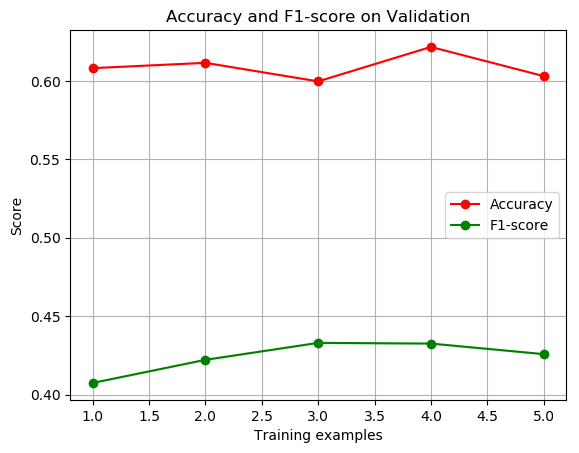 Accuracy and F1-score on Validation
0.60
0.55
0.50
0.45
0.40
Score
Accuracy
F1-score
1.0 1.5 2.0 2.5 3.0 3.5 4.0 4.5 5.0
Training examples